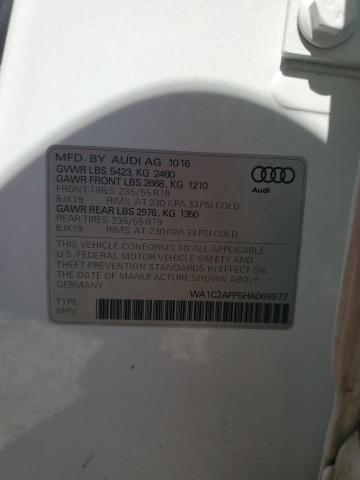 MFD. BY AUDI AG 10 16
GVWR LBS 5423, KG 2460
GAWR FRONT LBS 2668, KG 1210
FRONT-TIRES 235/55 R19
8JX19 RIMS. AT 230 KPA 33 PSI COLD
GAWR REAR LBS 2976, KG 1350
REAR-TIRES 235/55 R19
8JX19 RIMS. AT 230 KPA 33 PSI COLD
Audi
THIS VEHICLE CONFORMS TO ALL APPLICABLE
U.S. FEDERAL MOTOR VEHICLE SAFETY AND
THEFT PREVENTION STANDARDS IN EFFECT ON
THE DATE OF MANUFACTURE SHOWN ABOVE
GERMANY
WA1C2AFP5HA069977
TYPE:
MPV